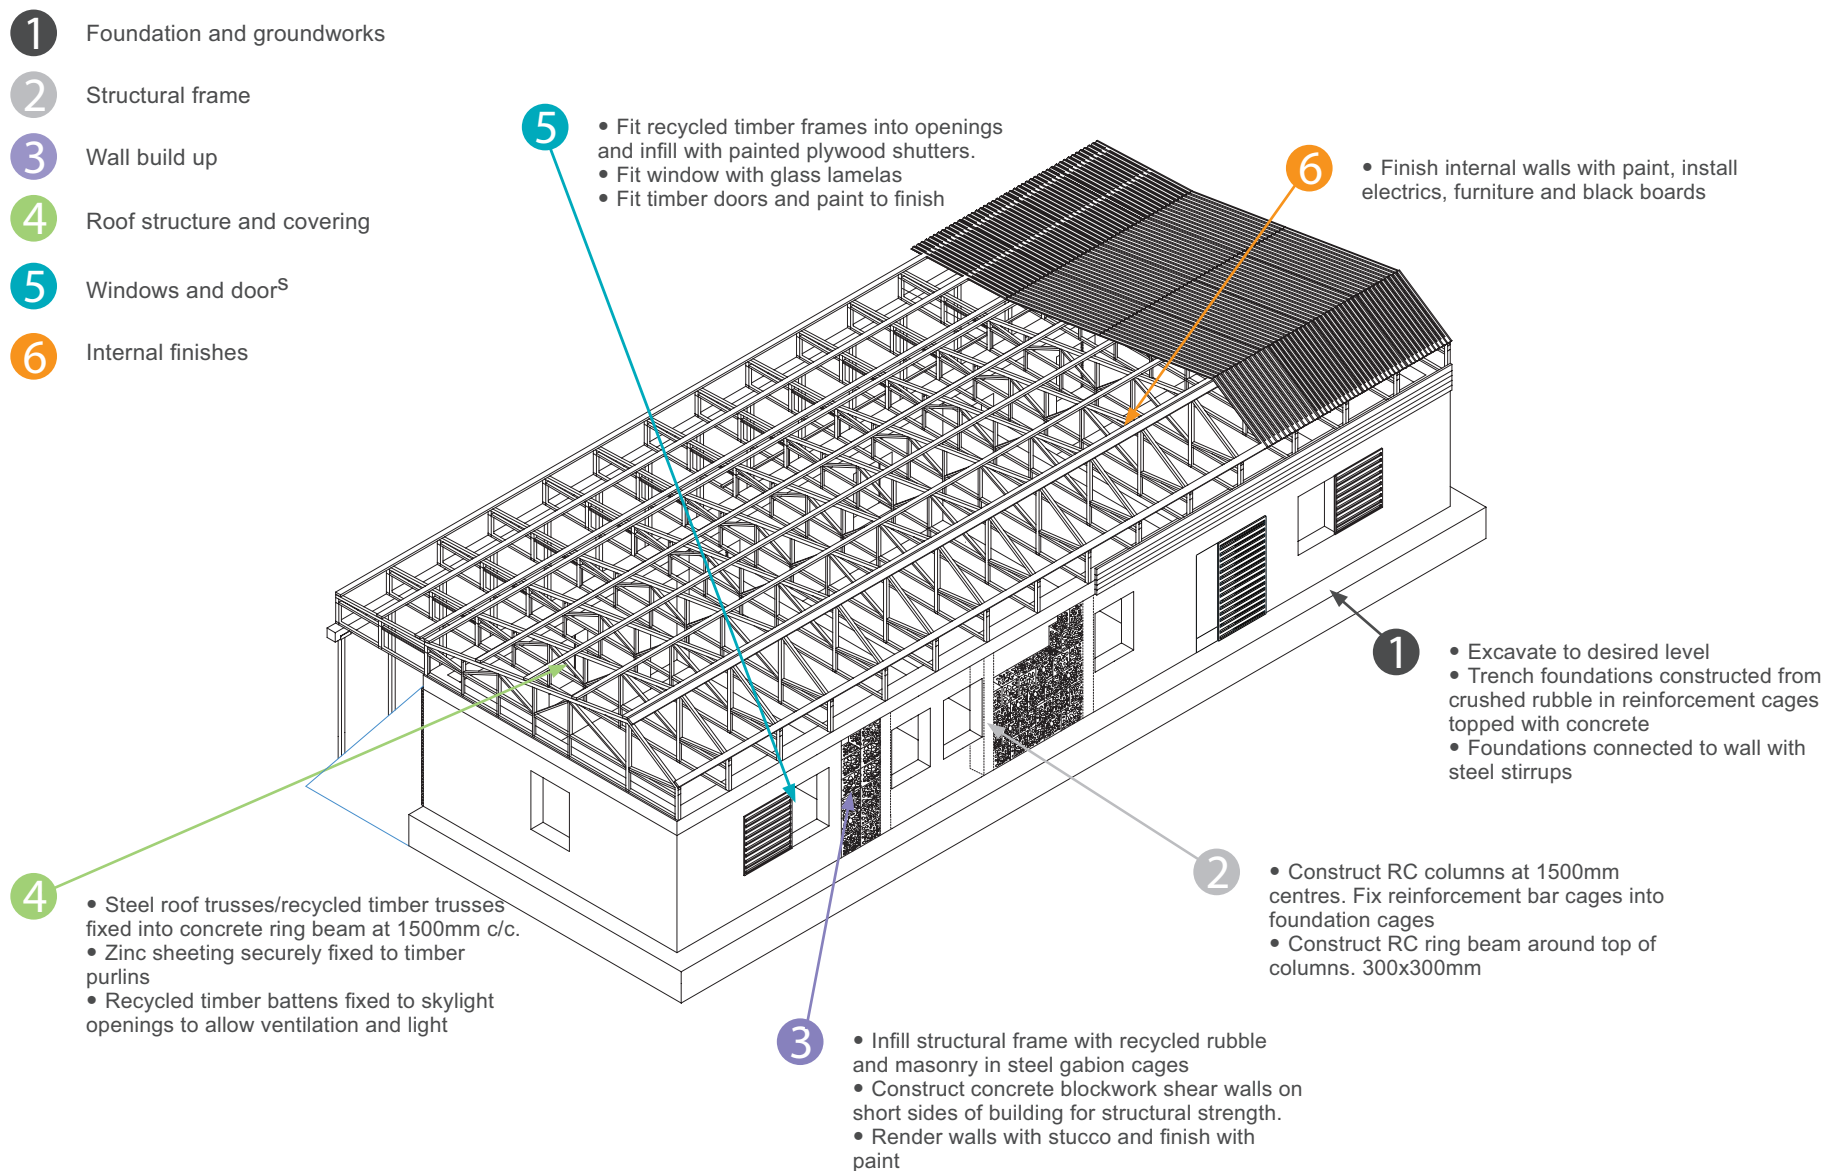 1 Foundation and groundworks
2 Structural frame
3 Wall build up
4 Roof structure and covering
5 Windows and doors
6 Internal finishes
5
• Fit recycled timber frames into openings
and infill with painted plywood shutters.
• Fit window with glass lamelas
• Fit timber doors and paint to finish
6
• Finish internal walls with paint, install
electrics, furniture and black boards
1
• Excavate to desired level
• Trench foundations constructed from
crushed rubble in reinforcement cages
topped with concrete
• Foundations connected to wall with
steel stirrups
2
• Construct RC columns at 1500mm
centres. Fix reinforcement bar cages into
foundation cages
• Construct RC ring beam around top of
columns. 300x300mm
4
• Steel roof trusses/recycled timber trusses
fixed into concrete ring beam at 1500mm c/c.
• Zinc sheeting securely fixed to timber
purlins
• Recycled timber battens fixed to skylight
openings to allow ventilation and light
3
• Infill structural frame with recycled rubble
and masonry in steel gabion cages
• Construct concrete blockwork shear walls on
short sides of building for structural strength.
• Render walls with stucco and finish with
paint